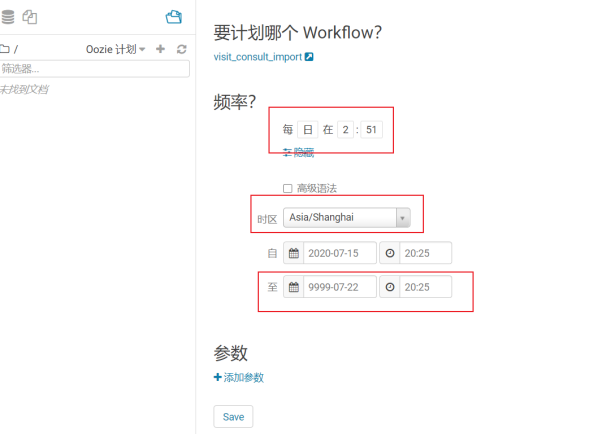 /
Oozie 计划
筛选器...
未找到文档
要计划哪个 Workflow？
visit_consult_import
频率？
每 日 在 2 : 51
隐藏
高级语法
时区 Asia/Shanghai
自 2020-07-15 20:25
至 9999-07-22 20:25
参数
添加参数
Save